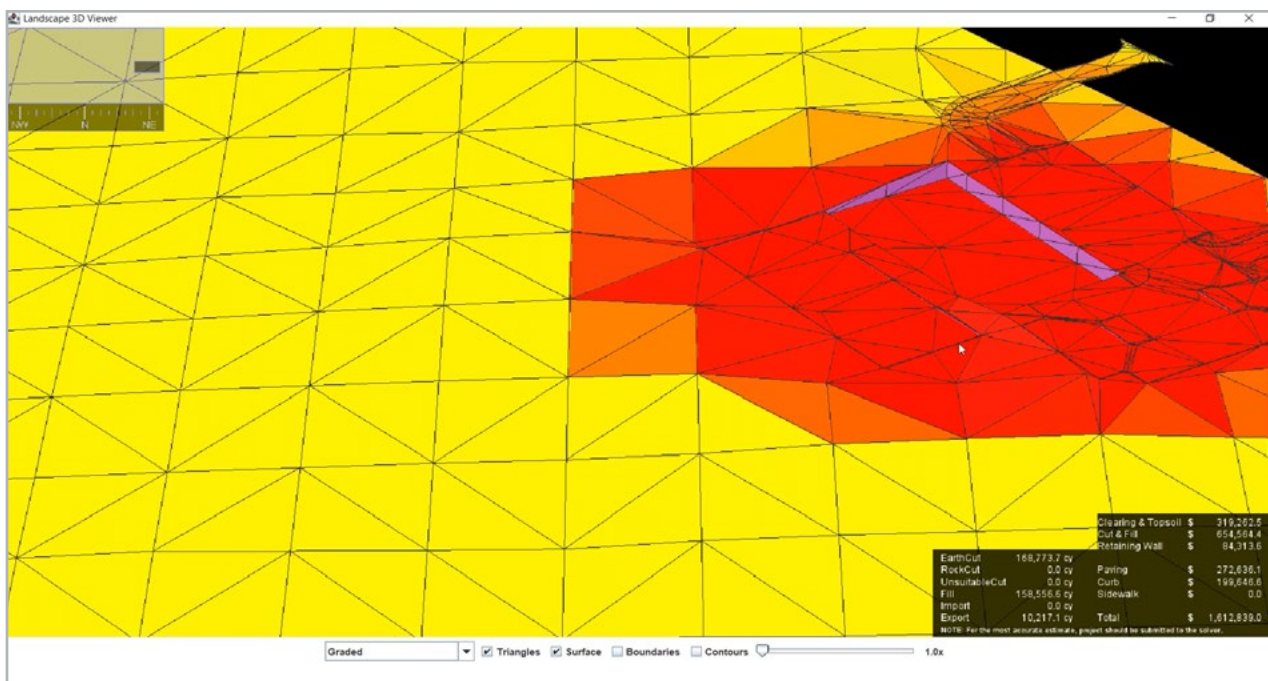 Landscape 3D Viewer
NW N NE
Clearing & Topsoil $ 319,262.5
Cut & Fill $ 654,564.4
Retaining Wall $ 84,313.6
EarthCut 168,773.7 cy
RockCut 0.0 cy Paving $ 272,636.1
UnsuitableCut 0.0 cy Curb $ 199,646.6
Fill 158,556.6 cy Sidewalk $ 0.0
Import 0.0 cy
Export 10,217.1 cy Total $ 1,612,839.0
NOTE: For the most accurate estimate, project should be submitted to the solver.
Graded Triangles Surface Boundaries Contours 1.0x